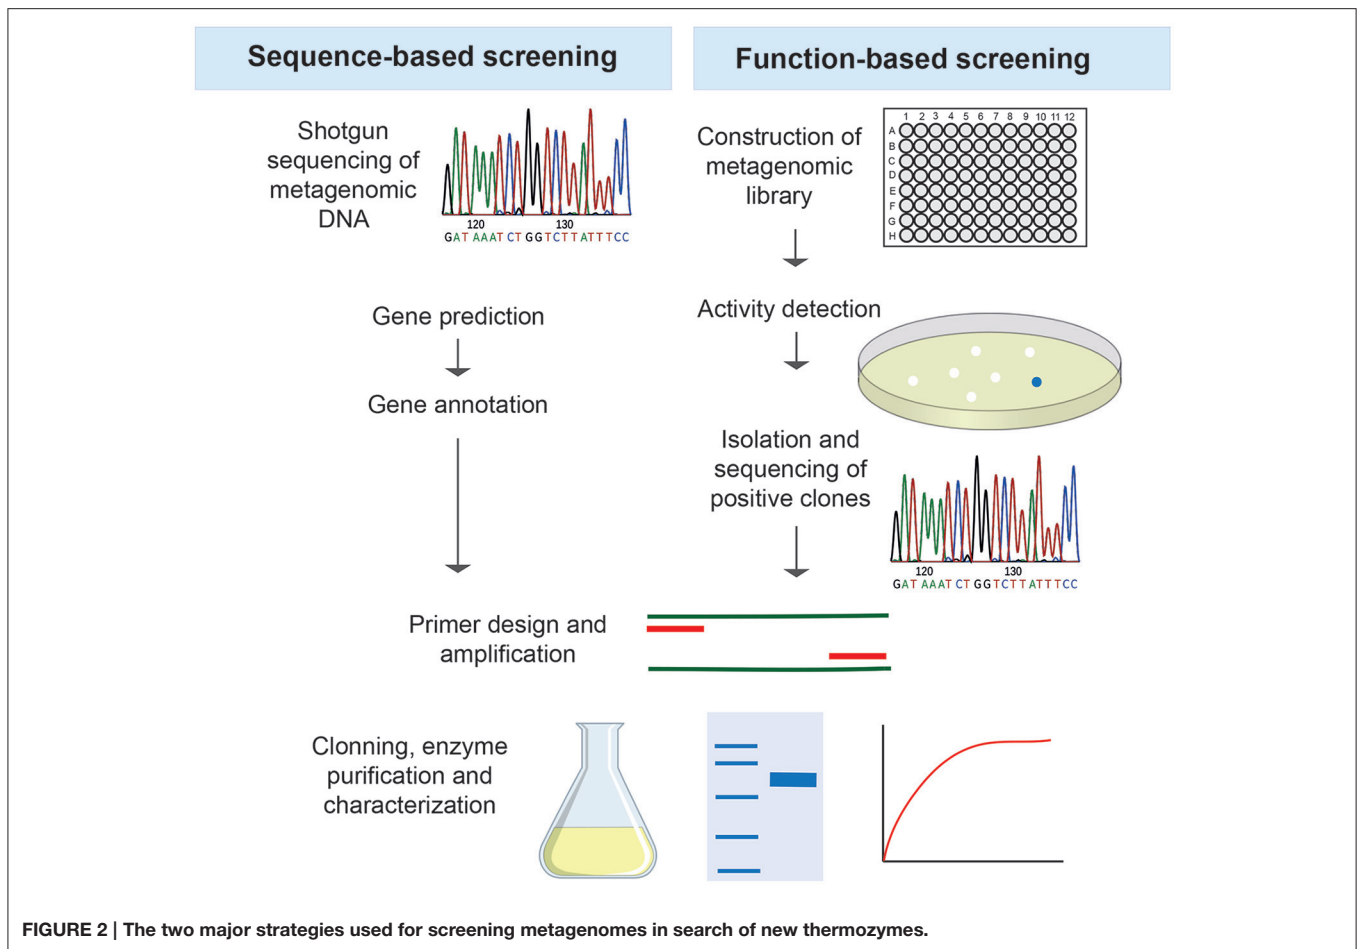 Sequence-based screening
Function-based screening
Shotgun
sequencing of
metagenomic
DNA
120 130
GATAAATCTGGTCTTATTTCC
Construction of
metagenomic
library
1 2 3 4 5 6 7 8 9 10 11 12
A
B
C
D
E
F
G
H
Gene prediction
Gene annotation
Activity detection
Isolation and
sequencing of
positive clones
120 130
GATAAATCTGGTCTTATTTCC
Primer design and
amplification
Clonning, enzyme
purification and
characterization
FIGURE 2 | The two major strategies used for screening metagenomes in search of new thermozymes.